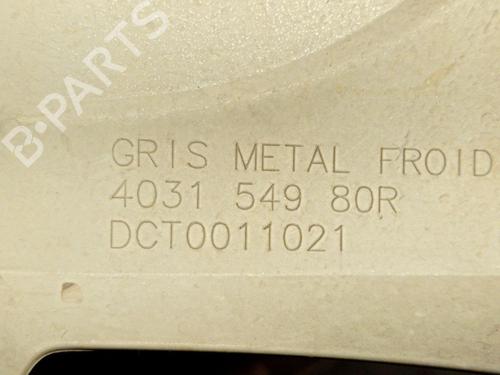 B-PARTS
GRIS METAL FROID
4031 549 80R
DCT0011021